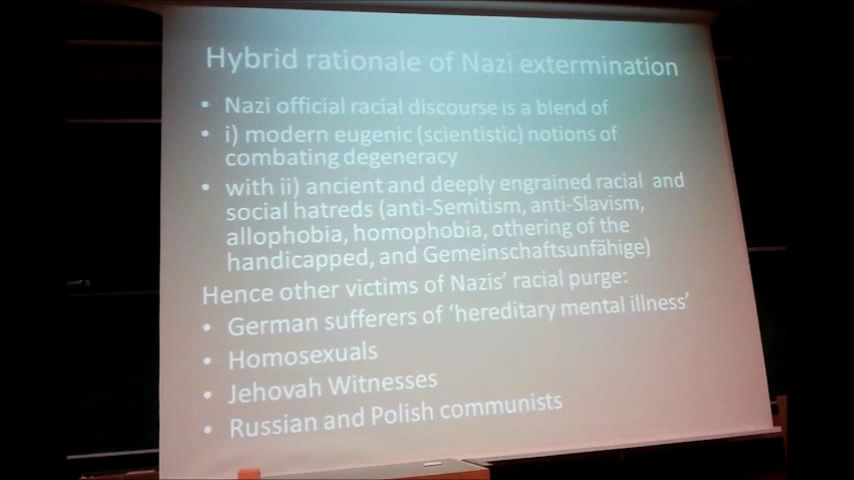 Hybrid rationale of Nazi extermination
• Nazi official racial discourse is a blend of
• i) modern eugenic (scientistic) notions of
combating degeneracy
• with ii) ancient and deeply engrained racial and
social hatreds (anti-Semitism, anti-Slavism,
allophobia, homophobia, othering of the
handicapped, and Gemeinschaftsunfähige)
Hence other victims of Nazis’ racial purge:
• German sufferers of ‘hereditary mental illness’
• Homosexuals
• Jehovah Witnesses
• Russian and Polish communists